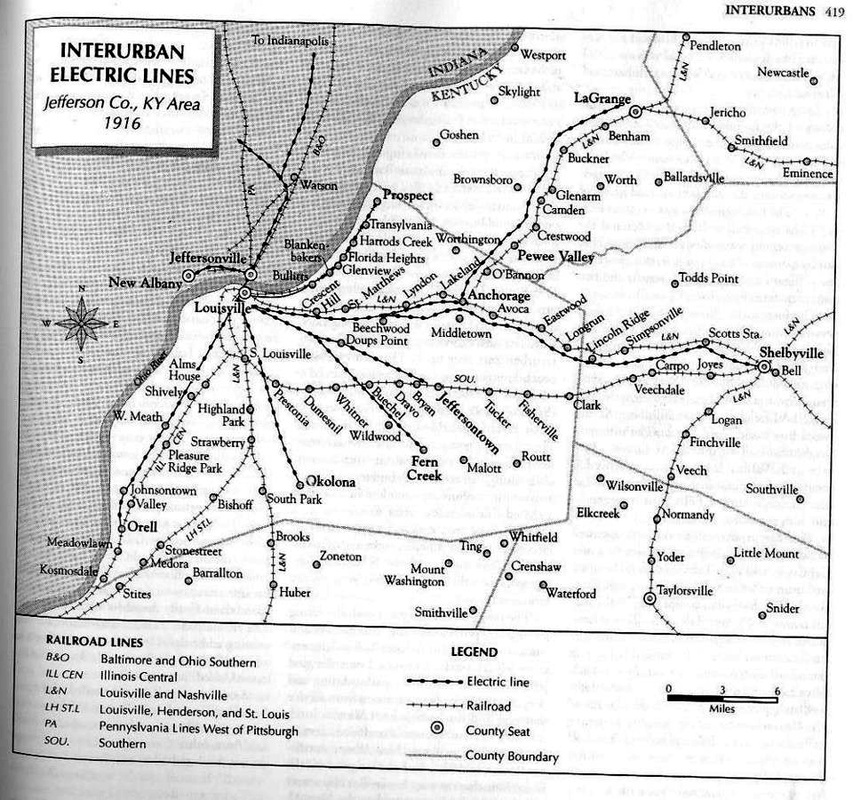 INTERURBANS 419
INTERURBAN
ELECTRIC LINES
Jefferson Co., KY Area
1916
To Indianapolis
INDIANA
KENTUCKY
Westport
Pendleton
L&N
Newcastle
Skylight
LaGrange
Jericho
Goshen
L&N
Benham
Smithfield
L&N
Eminence
B&O
PA
Watson
Buckner
Brownsboro
Worth
Ballardsville
Glenarm
Camden
Prospect
Transylvania
Harrods Creek
Worthington
Crestwood
Blanken-
bakers
Florida Heights
Glenview
Pewee Valley
Jeffersonville
New Albany
Bullitts
Crescent
Hill
St. Matthews
L&N
Lyndon
Lakeland
O'Bannon
Todds Point
Louisville
Anchorage
Avoca
Eastwood
Beechwood
Middletown
Longrun
Lincoln Ridge
Simpsonville
L&N
Scotts Sta.
L&N
N
W
E
S
Doups Point
Shelbyville
Bell
Ohio River
Alms
House
S. Louisville
L&N
SOU.
Carrpo
Joyes
Veechdale
L&N
Shively
Prestonia
Dumesnil
Whitner
Buechel
Dravo
Bryan
Jeffersontown
Tucker
Fisherville
Clark
Highland
Park
W. Meath
Wildwood
Logan
Strawberry
Finchville
ILL CEN
Pleasure
Ridge Park
Fern
Creek
Malott
Routt
Okolona
Veech
Johnsontown
Valley
South Park
Bishoff
Wilsonville
Southville
Elkcreek
Normandy
Orell
LH ST.L
Meadowlawn
Stonestreet
Brooks
Whitfield
Ting
Medora
L&N
Zoneton
Yoder
Little Mount
Kosmosdale
Barrallton
Mount
Washington
Crenshaw
Stites
Huber
Waterford
Taylorsville
Smithville
Snider
RAILROAD LINES
B&O Baltimore and Ohio Southern
ILL CEN Illinois Central
L&N Louisville and Nashville
LH ST.L Louisville, Henderson, and St. Louis
PA Pennyslvania Lines West of Pittsburgh
SOU. Southern
LEGEND
Electric line
Railroad
County Seat
County Boundary
0 3 6
Miles